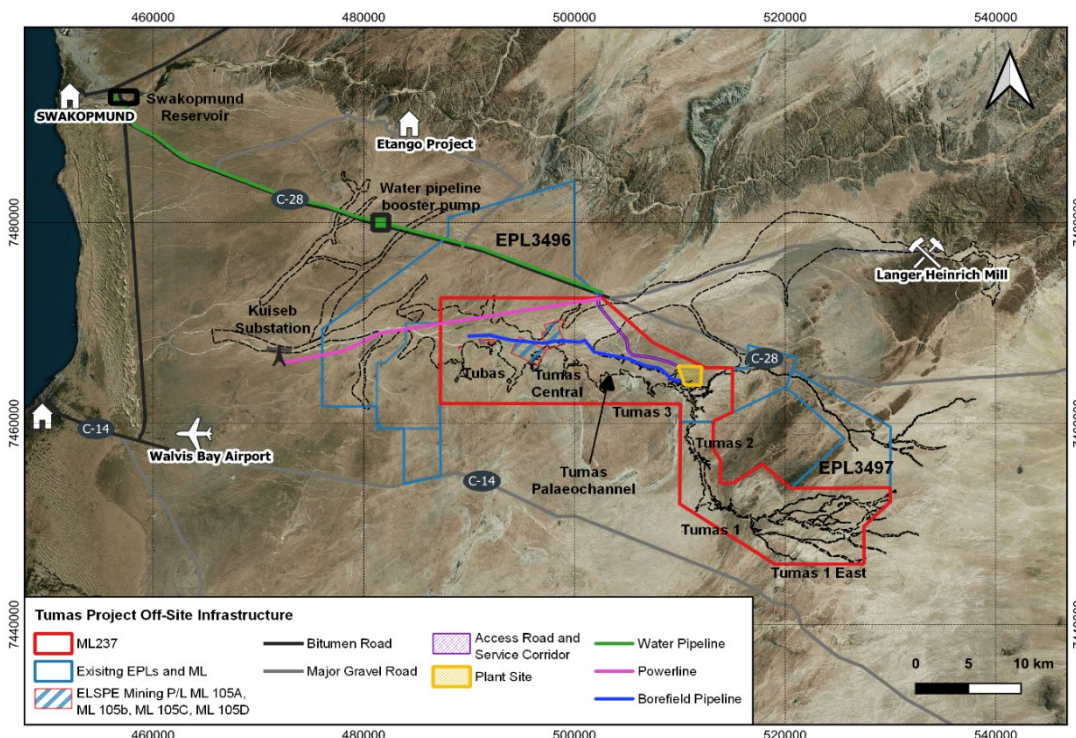 460000
480000
500000
520000
540000
SWAKOPMUND
Swakopmund
Reservoir
Etango Project
C-28
Water pipeline
booster pump
7480000
7480000
EPL3496
Langer Heinrich Mill
Kuiseb
Substation
Tubas
Tumas
Central
C-28
Tumas 3
7460000
7460000
C-14
Walvis Bay Airport
Tumas 2
Tumas
Palaeochannel
EPL3497
C-14
Tumas 1
Tumas 1 East
Tumas Project Off-Site Infrastructure
ML237
Exisitng EPLs and ML
ELSPE Mining P/L ML 105A,
ML 105b, ML 105C, ML 105D
Bitumen Road
Major Gravel Road
Access Road and
Service Corridor
Plant Site
Water Pipeline
Powerline
Borefield Pipeline
7440000
7440000
0 5 10 km
460000
480000
500000
520000
540000